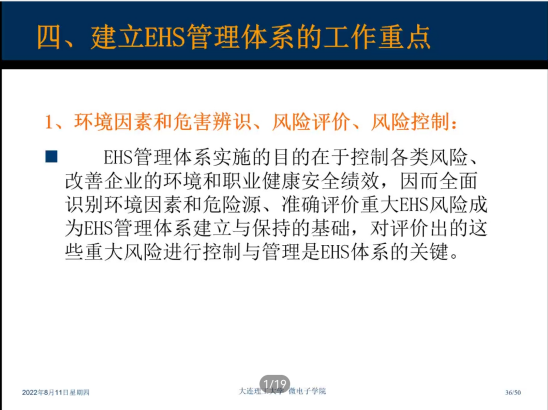 四、建立EHS管理体系的工作重点
1、环境因素和危害辨识、风险评价、风险控制：
EHS管理体系实施的目的在于控制各类风险、
改善企业的环境和职业健康安全绩效，因而全面
识别环境因素和危险源、准确评价重大EHS风险成
为EHS管理体系建立与保持的基础，对评价出的这
些重大风险进行控制与管理是EHS体系的关键。
1/19
2022年8月11日星期四
大连理工大学 微电子学院
36:50